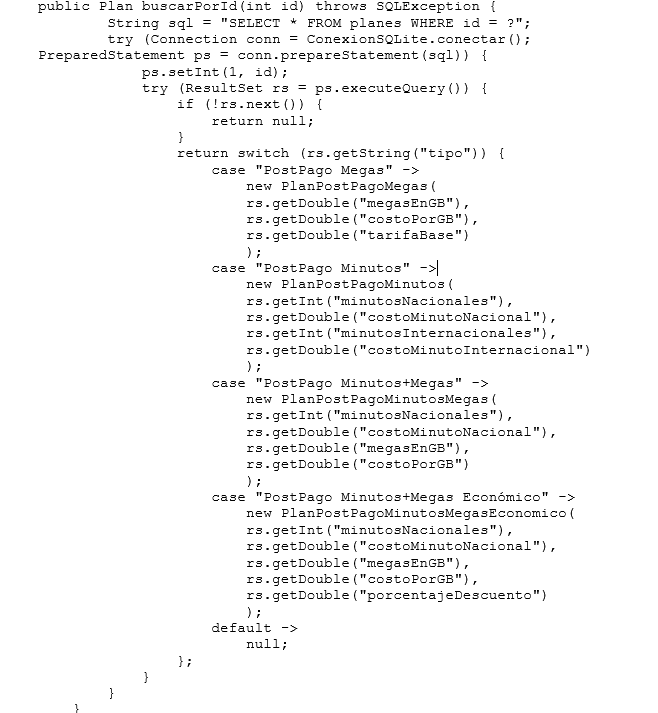 public Plan buscarPorId(int id) throws SQLException {
String sql = "SELECT * FROM planes WHERE id = ?";
try (Connection conn = ConexionSQLite.conectar();
PreparedStatement ps = conn.prepareStatement(sql)) {
ps.setInt(1, id);
try (ResultSet rs = ps.executeQuery()) {
if (!rs.next()) {
return null;
}
return switch (rs.getString("tipo")) {
case "PostPago Megas" ->
new PlanPostPagoMegas(
rs.getDouble("megasEnGB"),
rs.getDouble("costoPorGB"),
rs.getDouble("tarifaBase")
);
case "PostPago Minutos" ->
new PlanPostPagoMinutos(
rs.getInt("minutosNacionales"),
rs.getDouble("costoMinutoNacional"),
rs.getInt("minutosInternacionales"),
rs.getDouble("costoMinutoInternacional")
);
case "PostPago Minutos+Megas" ->
new PlanPostPagoMinutosMegas(
rs.getInt("minutosNacionales"),
rs.getDouble("costoMinutoNacional"),
rs.getDouble("megasEnGB"),
rs.getDouble("costoPorGB")
);
case "PostPago Minutos+Megas Económico" ->
new PlanPostPagoMinutosMegasEconomico(
rs.getInt("minutosNacionales"),
rs.getDouble("costoMinutoNacional"),
rs.getDouble("megasEnGB"),
rs.getDouble("costoPorGB"),
rs.getDouble("porcentajeDescuento")
);
default ->
null;
};
}
}
}